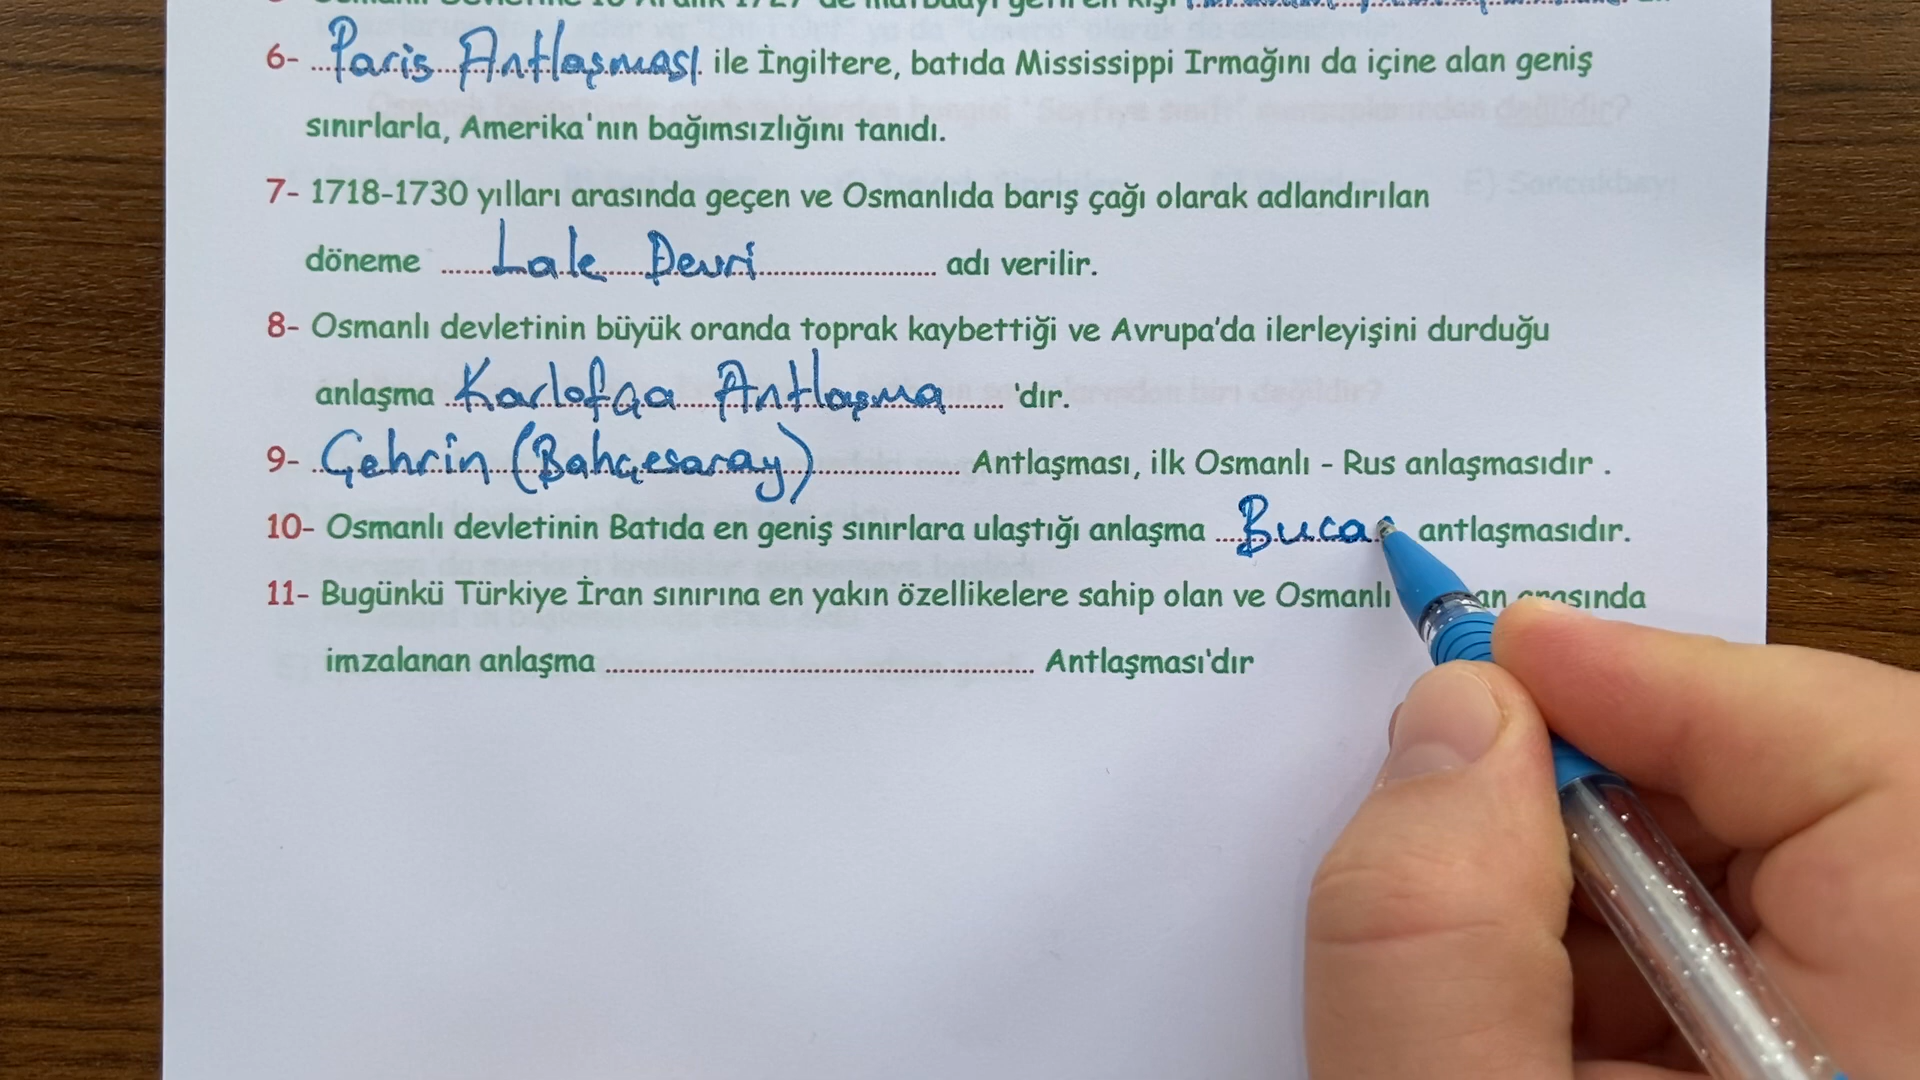 6- Paris Antlaşması ile İngiltere, batıda Mississippi Irmağını da içine alan geniş
sınırlarla, Amerika'nın bağımsızlığını tanıdı.
7- 1718-1730 yılları arasında geçen ve Osmanlıda barış çağı olarak adlandırılan
döneme Lale Devri adı verilir.
8- Osmanlı devletinin büyük oranda toprak kaybettiği ve Avrupa'da ilerleyişini durduğu
anlaşma Karlofça Antlaşma 'dır.
9- Çehrin (Bahçesaray) Antlaşması, ilk Osmanlı - Rus anlaşmasıdır .
10- Osmanlı devletinin Batıda en geniş sınırlara ulaştığı anlaşma Bucaş antlaşmasıdır.
11- Bugünkü Türkiye İran sınırına en yakın özellikelere sahip olan ve Osmanlı arasında
imzalanan anlaşma Antlaşması'dır